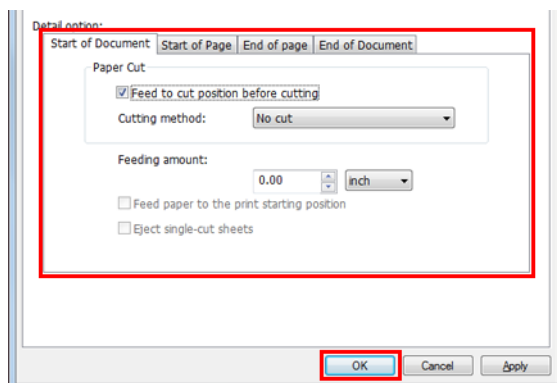 Detail option:
Start of Document Start of Page End of page End of Document
Paper Cut
Feed to cut position before cutting
Cutting method: No cut
Feeding amount:
0.00 inch
Feed paper to the print starting position
Eject single-cut sheets
OK Cancel Apply